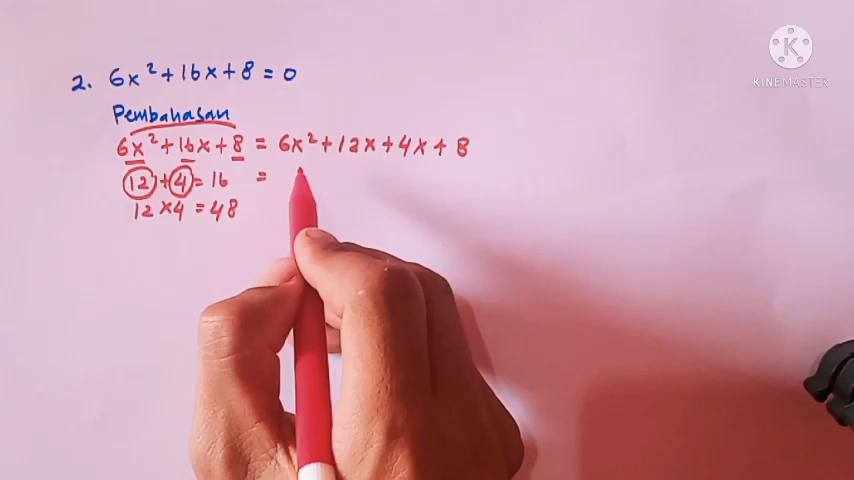 2. 6x² + 16x + 8 = 0
Pembahasan
6x² + 16x + 8 = 6x² + 12x + 4x + 8
12 + 4 = 16 =
12 x 4 = 48
K
KINEMASTER